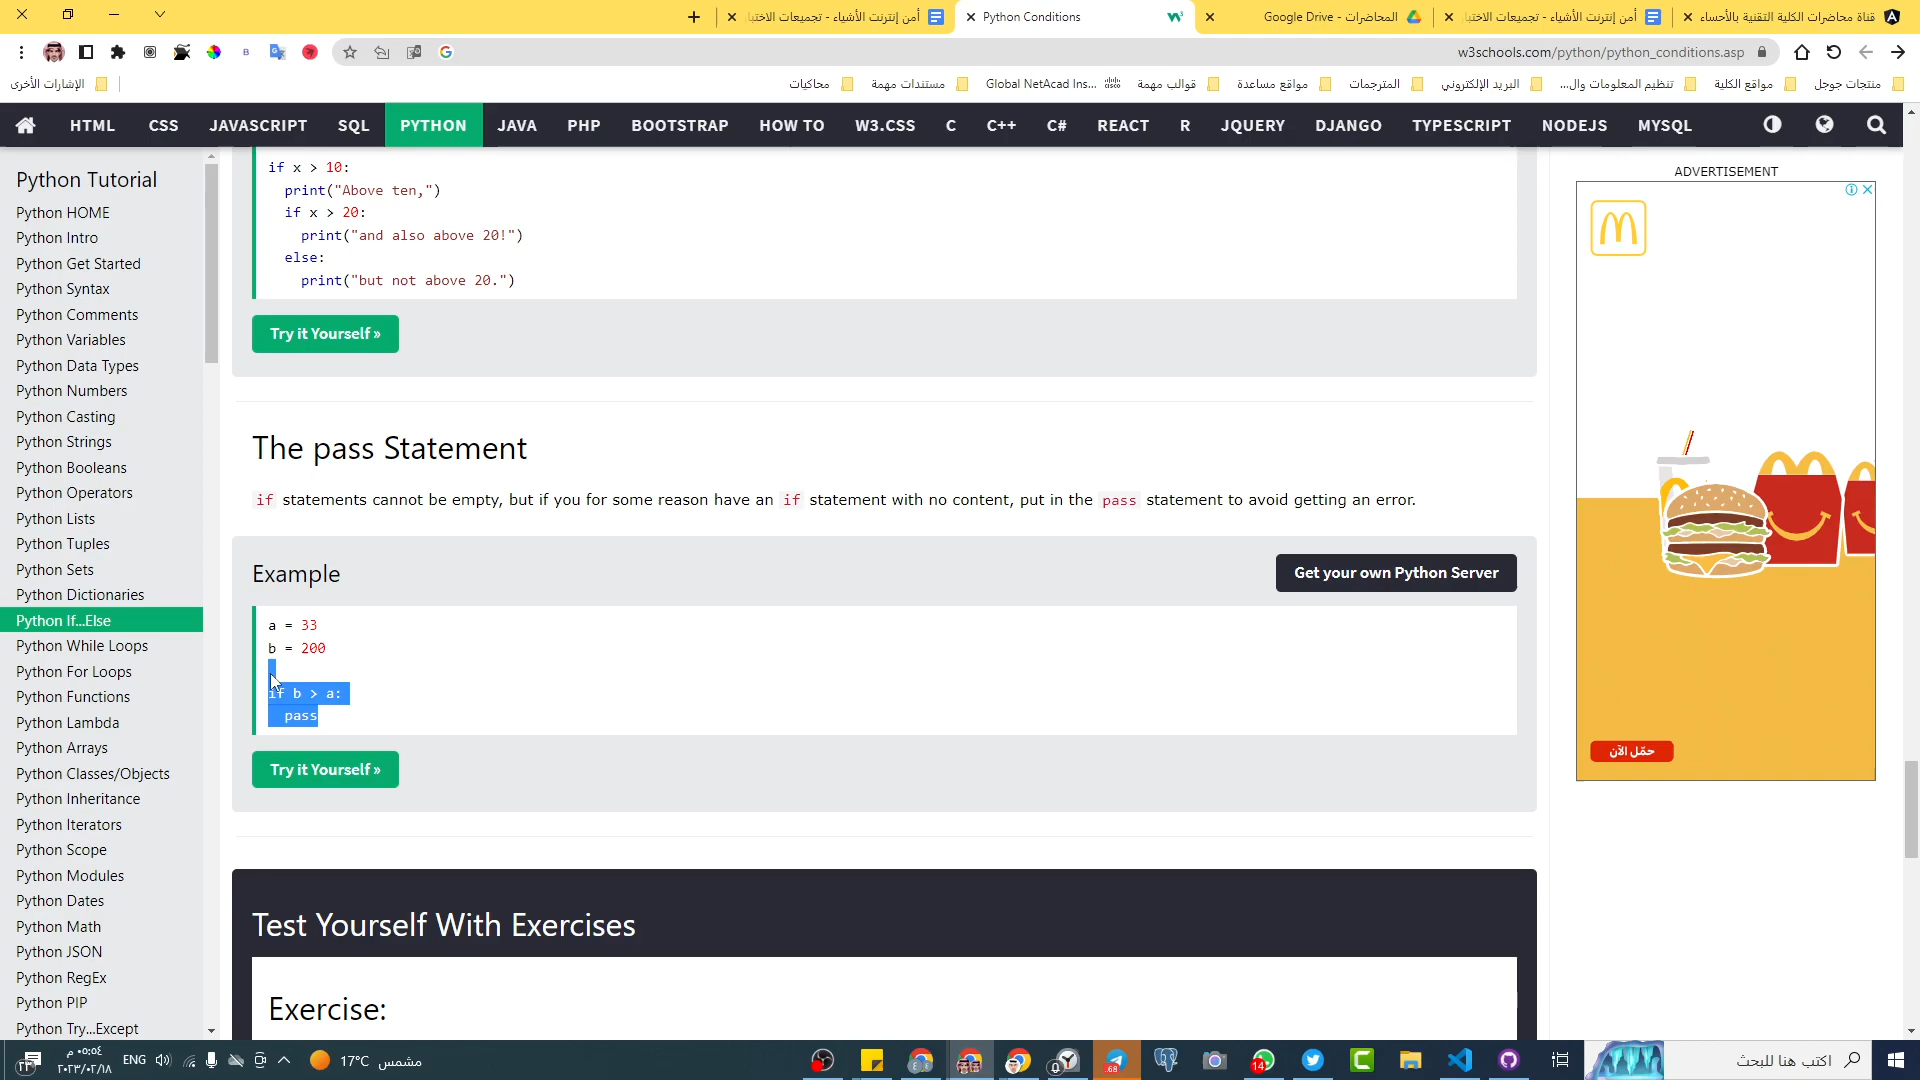 أمن إنترنت الأشياء - تجميعات الاختبا
Python Conditions
المحاضرات - Google Drive
أمن إنترنت الأشياء - تجميعات الاختبا
قناة محاضرات الكلية التقنية بالأحساء
w3schools.com/python/python_conditions.asp
الإشارات الأخرى
محاكيات
مستندات مهمة
Global NetAcad Ins...
قوالب مهمة
مواقع مساعدة
المترجمات
البريد الإلكتروني
تنظيم المعلومات وال...
مواقع الكلية
منتجات جوجل
HTML CSS JAVASCRIPT SQL PYTHON JAVA PHP BOOTSTRAP HOW TO W3.CSS C C++ C# REACT R JQUERY DJANGO TYPESCRIPT NODEJS MYSQL
Python Tutorial
Python HOME
Python Intro
Python Get Started
Python Syntax
Python Comments
Python Variables
Python Data Types
Python Numbers
Python Casting
Python Strings
Python Booleans
Python Operators
Python Lists
Python Tuples
Python Sets
Python Dictionaries
Python If...Else
Python While Loops
Python For Loops
Python Functions
Python Lambda
Python Arrays
Python Classes/Objects
Python Inheritance
Python Iterators
Python Scope
Python Modules
Python Dates
Python Math
Python JSON
Python RegEx
Python PIP
Python Try...Except
if x > 10:
print("Above ten,")
if x > 20:
print("and also above 20!")
else:
print("but not above 20.")
Try it Yourself »
The pass Statement
if statements cannot be empty, but if you for some reason have an if statement with no content, put in the pass statement to avoid getting an error.
Example
Get your own Python Server
a = 33
b = 200
if b > a:
pass
Try it Yourself »
Test Yourself With Exercises
Exercise:
ADVERTISEMENT
حمّل الآن
٠٥:٥٤ م
٢٠٢٣/٠٢/١٨
ENG
17°C مشمس
14
اكتب هنا للبحث